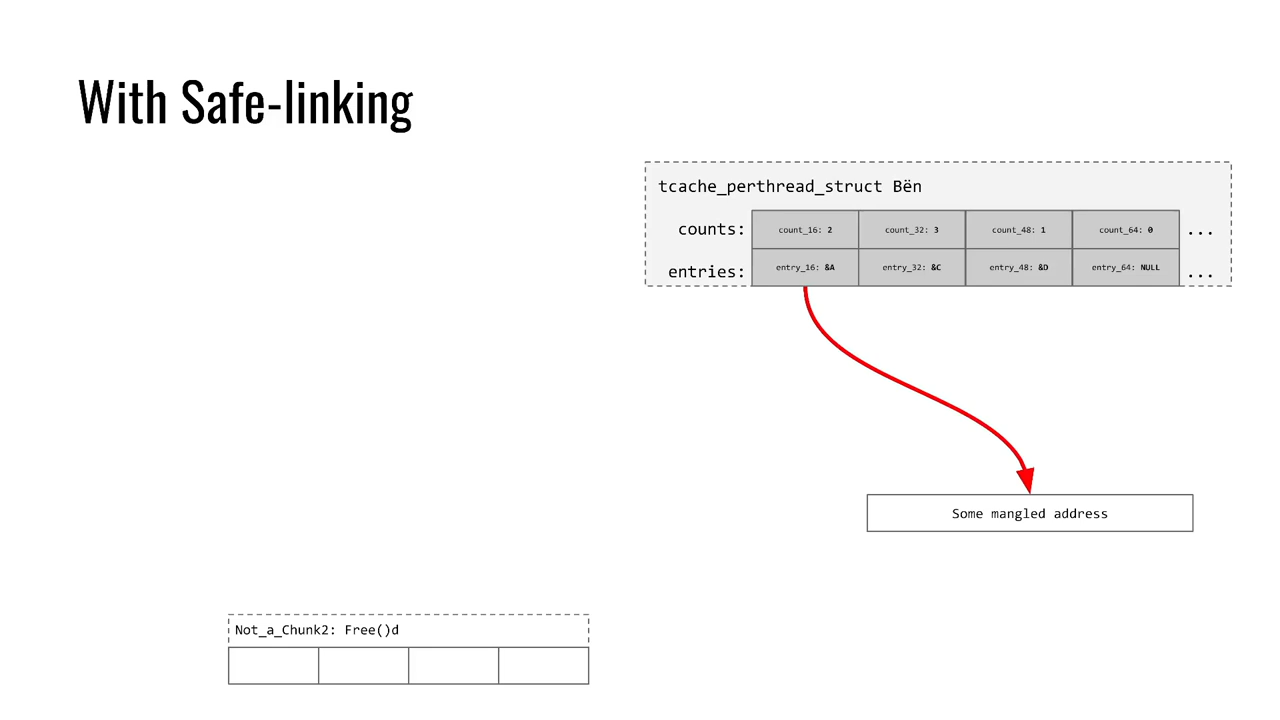 With Safe-linking
tcache_perthread_struct Bën
counts: count_16: 2 count_32: 3 count_48: 1 count_64: 0 ...
entries: entry_16: &A entry_32: &C entry_48: &D entry_64: NULL ...
Some mangled address
Not_a_Chunk2: Free()d